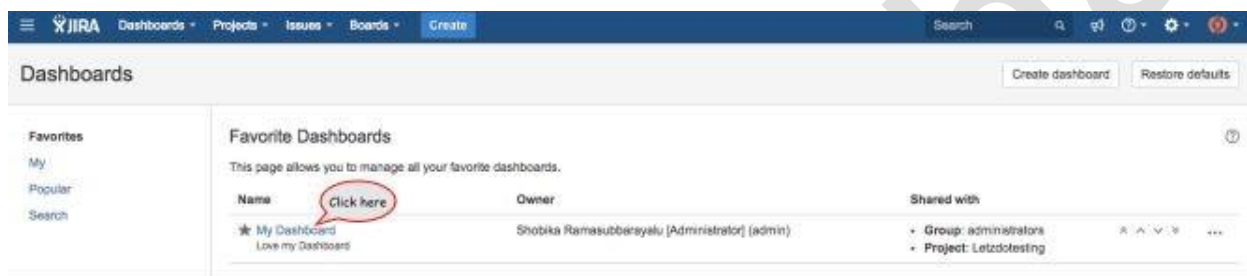 JIRA Dashboards Projects Issues Boards Create Search
Dashboards Create dashboard Restore defaults
Favorites
My
Popular
Search
Favorite Dashboards
This page allows you to manage all your favorite dashboards.
Name Owner Shared with
Click here
My Dashboard Shobika Ramasubbarayalu [Administrator] (admin) • Group: administrators
Love my Dashboard • Project: Letzdotesting